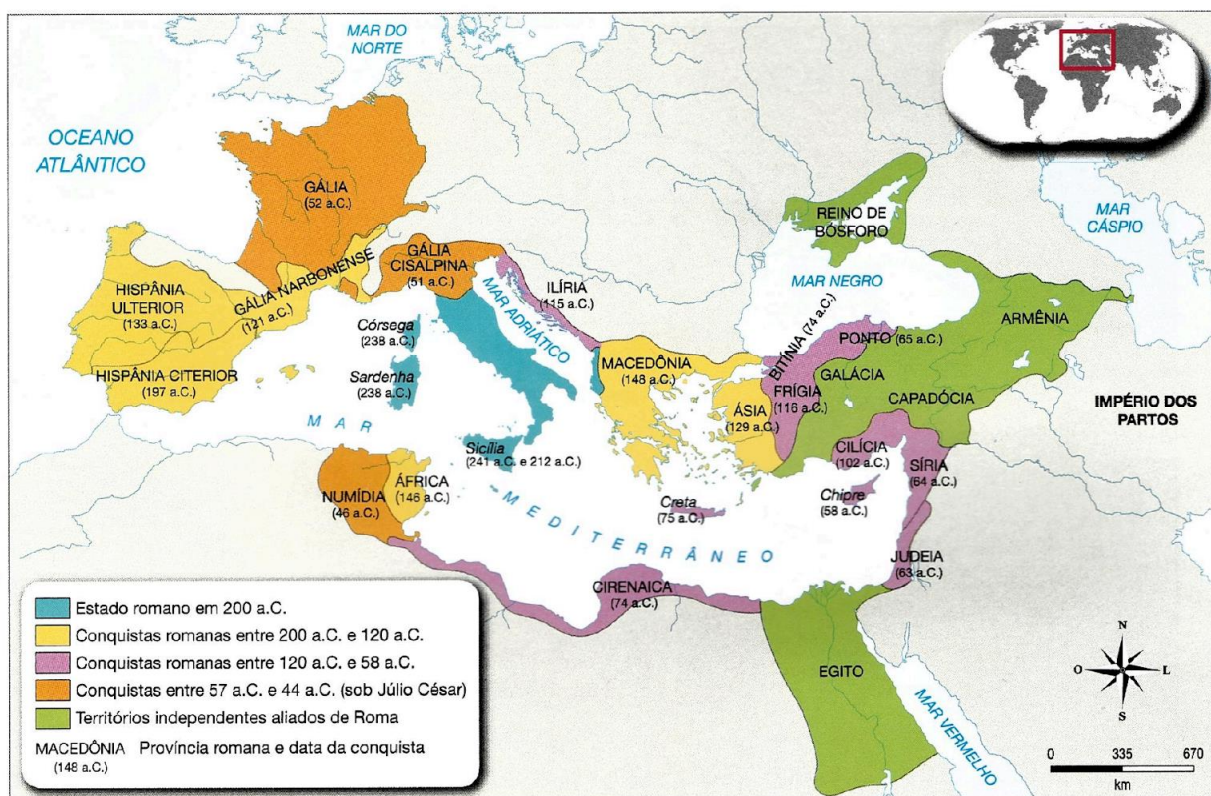 MAR DO
NORTE
OCEANO
ATLÂNTICO
GÁLIA
(52 a.C.)
REINO DE
BÓSFORO
MAR
CÁSPIO
GÁLIA
CISALPINA
(51 a.C.)
MAR NEGRO
HISPÂNIA
ULTERIOR
(133 a.C.)
GÁLIA NARBONENSE
(121 a.C.)
ILÍRIA
(115 a.C.)
MAR ADRIÁTICO
Córsega
(238 a.C.)
Sardenha
(238 a.C.)
HISPÂNIA CITERIOR
(197 a.C.)
MACEDÔNIA
(148 a.C.)
BITÍNIA (74 a.C.)
PONTO (65 a.C.)
ARMÊNIA
GALÁCIA
FRÍGIA
(116 a.C.)
CAPADÓCIA
ÁSIA
(129 a.C.)
IMPÉRIO DOS
PARTOS
Sicília
(241 a.C. e 212 a.C.)
CILÍCIA
(102 a.C.)
SÍRIA
(64 a.C.)
NUMÍDIA
(46 a.C.)
ÁFRICA
(146 a.C.)
Creta
(75 a.C.)
Chipre
(58 a.C.)
MAR MEDITERRÂNEO
JUDEIA
(63 a.C.)
CIRENAICA
(74 a.C.)
EGITO
MAR VERMELHO
Estado romano em 200 a.C.
Conquistas romanas entre 200 a.C. e 120 a.C.
Conquistas romanas entre 120 a.C. e 58 a.C.
Conquistas entre 57 a.C. e 44 a.C. (sob Júlio César)
Territórios independentes aliados de Roma
MACEDÔNIA Província romana e data da conquista
(148 a.C.)
N
O L
S
0 335 670
km